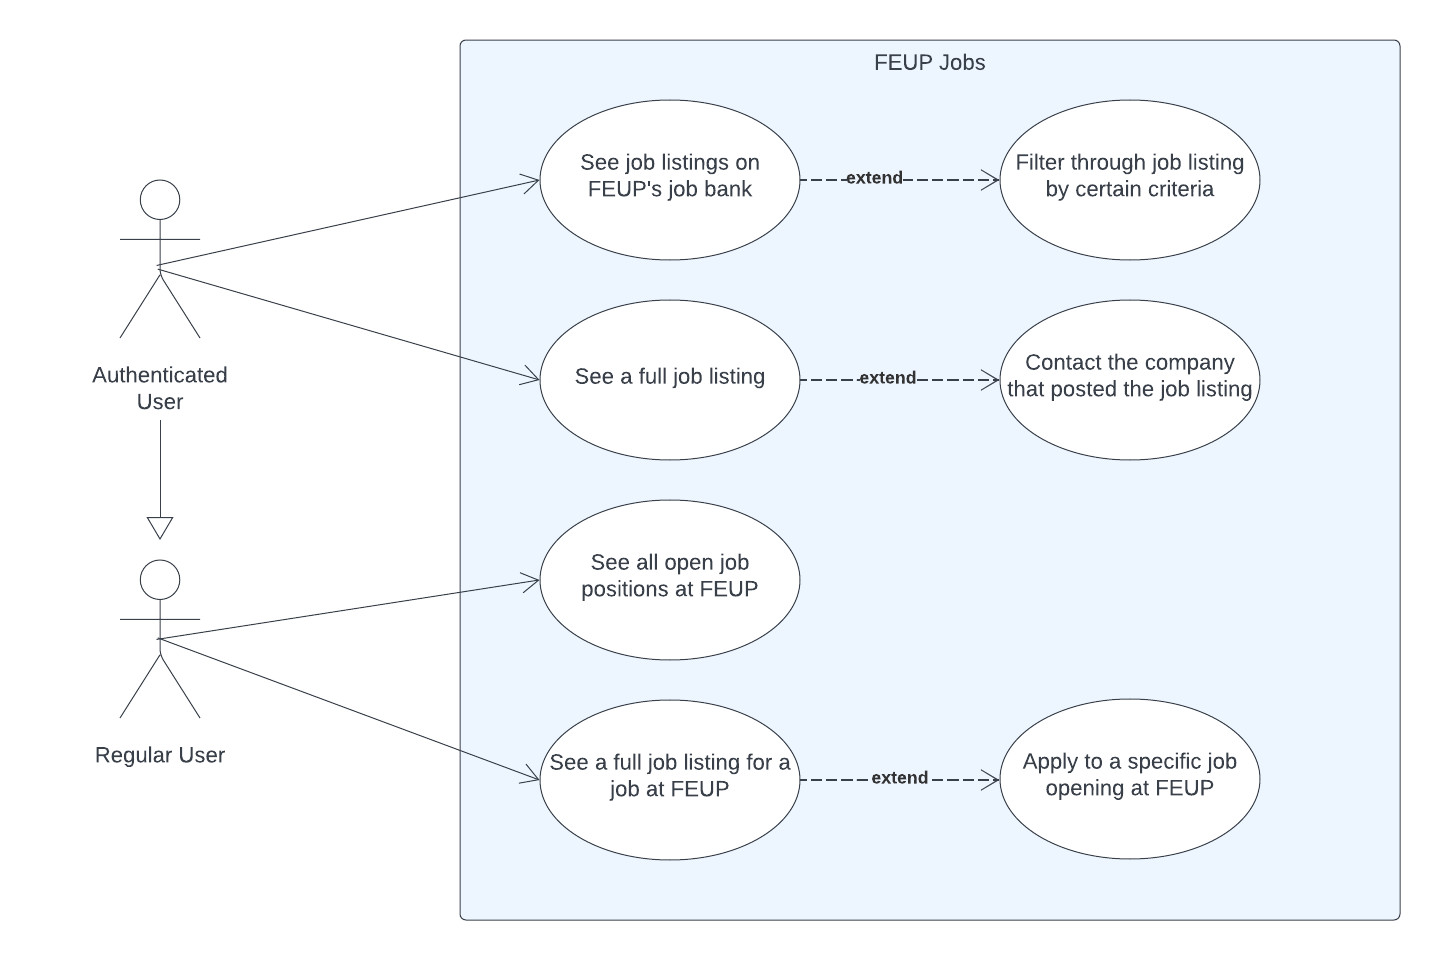 FEUP Jobs
See job listings on
FEUP's job bank
extend
Filter through job listing
by certain criteria
Authenticated
User
See a full job listing
extend
Contact the company
that posted the job listing
See all open job
positions at FEUP
Regular User
See a full job listing for a
job at FEUP
extend
Apply to a specific job
opening at FEUP